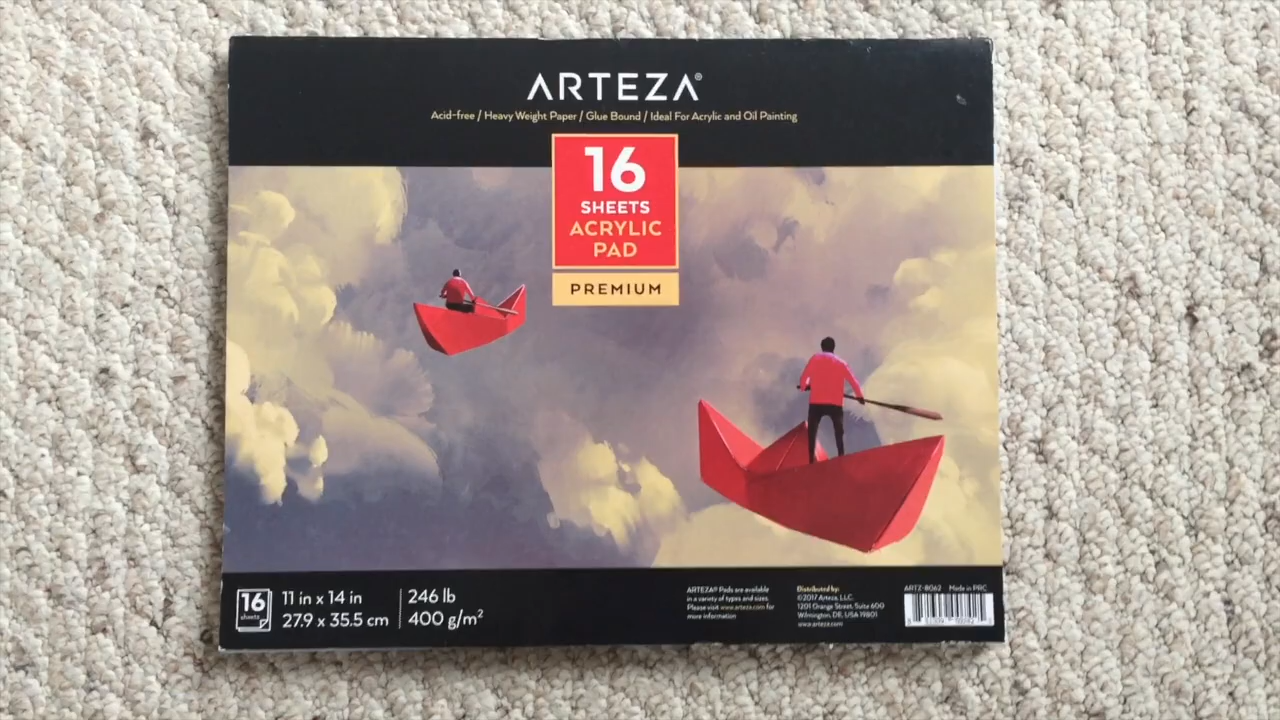 ARTEZA®
Acid-free / Heavy Weight Paper / Glue Bound / Ideal For Acrylic and Oil Painting
16
SHEETS
ACRYLIC
PAD
PREMIUM
16
sheets
11 in x 14 in
27.9 x 35.5 cm
246 lb
400 g/m²
ARTEZA® Pads are available
in a variety of types and sizes.
Please visit www.arteza.com for
more information
Distributed by:
©2017 Arteza, LLC.
1201 Orange Street, Suite 600
Wilmington, DE, USA 19801
www.arteza.com
ARTZ-8062 Made in PRC